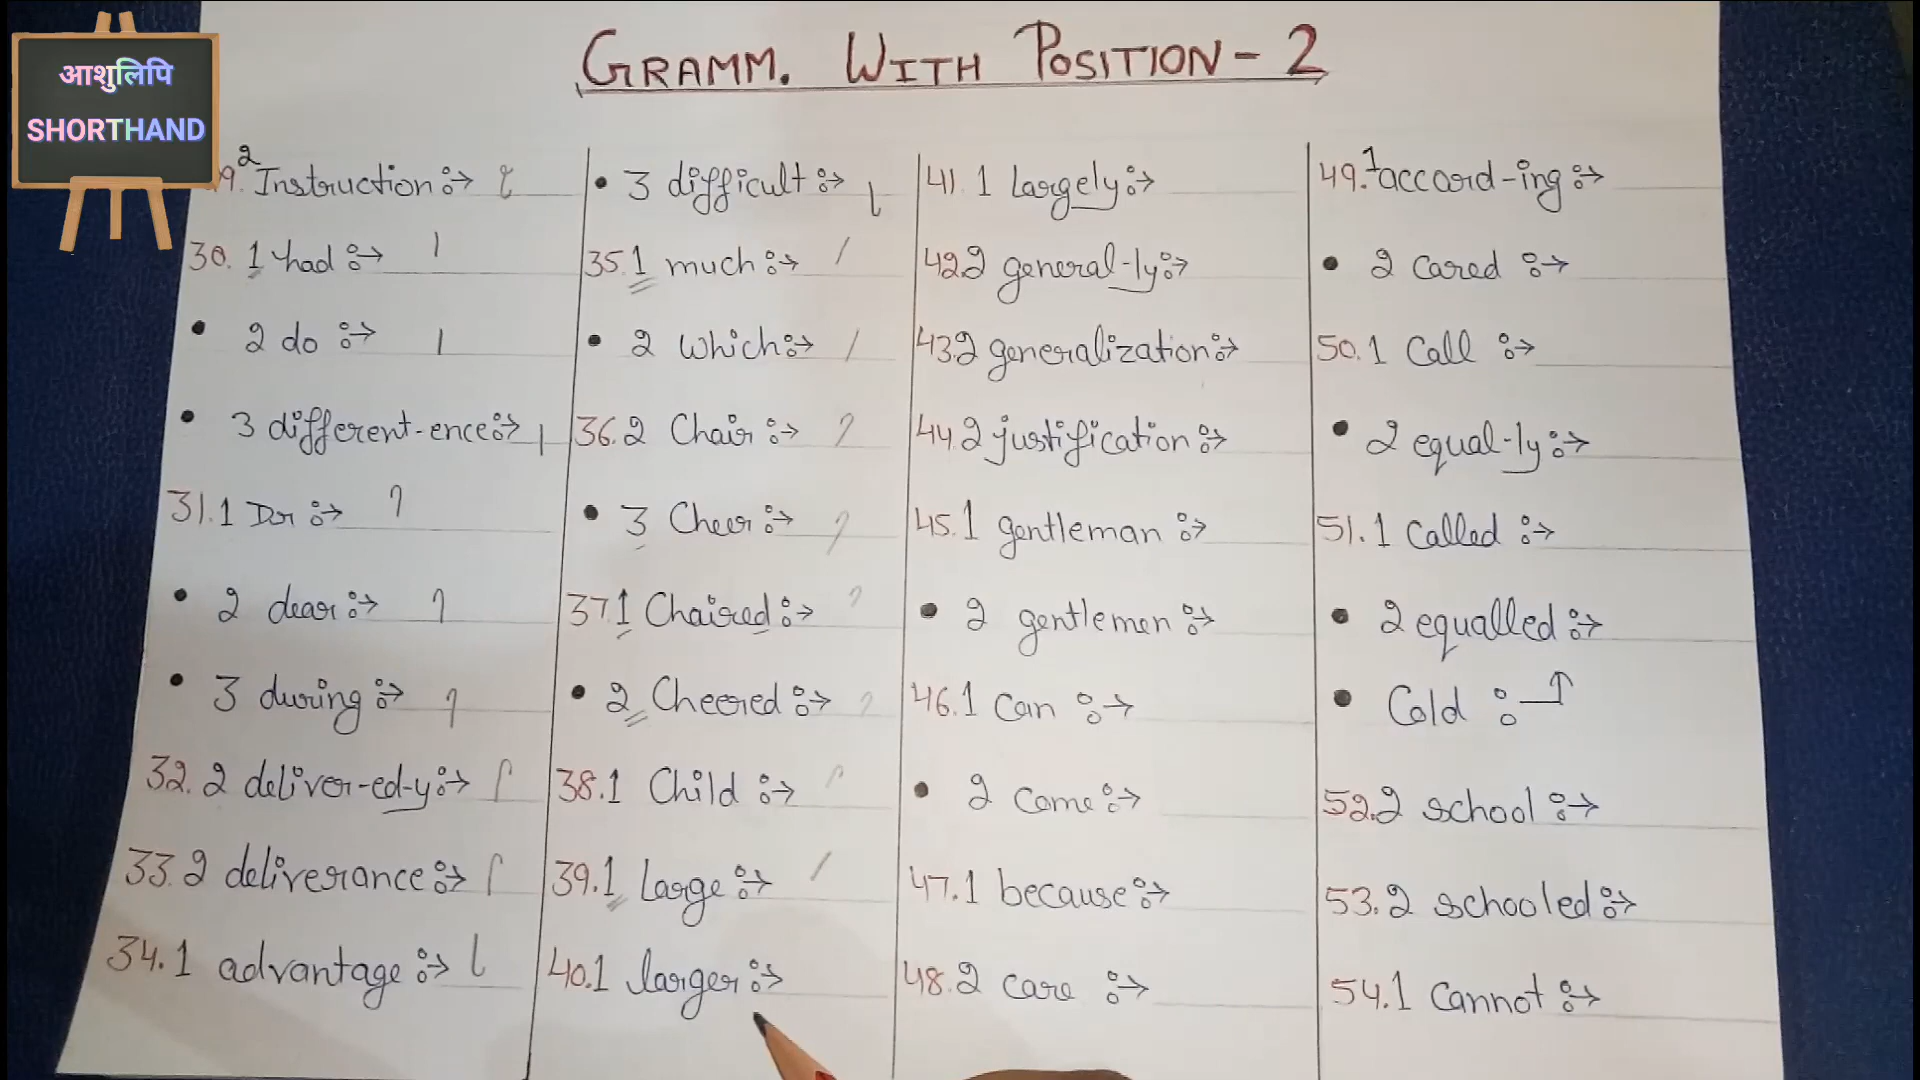 आशुलिपि
SHORTHAND
GRAMM. WITH POSITION - 2
29. 2 Instruction :→
30. 1 had :→
• 2 do :→
• 3 different-ence :→
31. 1 Dr :→
• 2 dear :→
• 3 during :→
32. 2 deliver-ed-y :→
33. 2 deliverance :→
34. 1 advantage :→
• 3 difficult :→
35. 1 much :→
• 2 which :→
36. 2 Chair :→
• 3 Cheer :→
37. 1 Chaired :→
• 2 Cheered :→
38. 1 Child :→
39. 1 Large :→
40. 1 larger :→
41. 1 largely :→
42. 2 general-ly :→
43. 2 generalization :→
44. 2 justification :→
45. 1 gentleman :→
• 2 gentlemen :→
46. 1 Can :→
• 2 come :→
47. 1 because :→
48. 2 care :→
49. 1 accord-ing :→
• 2 Cared :→
50. 1 Call :→
• 2 equal-ly :→
51. 1 Called :→
• 2 equalled :→
• Cold :→
52. 2 school :→
53. 2 schooled :→
54. 1 Cannot :→